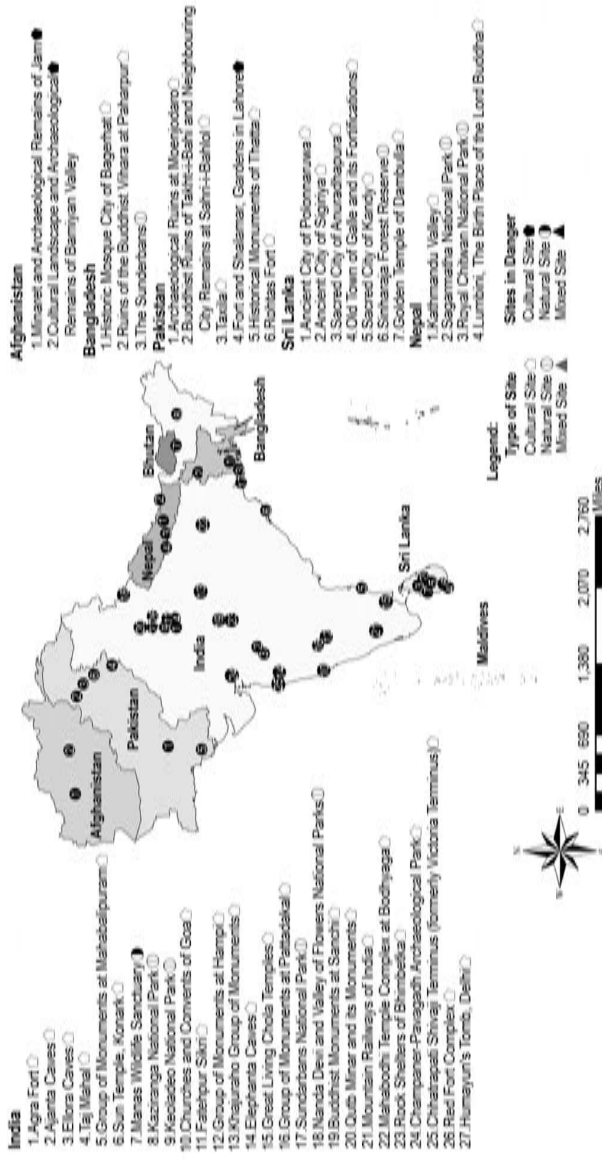 India
1.Agra Fort
2.Ajanta Caves
3.Ellora Caves
4.Taj Mahal
5.Group of Monuments at Mahabalipuram
6.Sun Temple, Konark
7.Manas Wildlife Sanctuary
8.Kaziranga National Park
9.Keoladeo National Park
10.Churches and Convents of Goa
11.Fatehpur Sikri
12.Group of Monuments at Hampi
13.Khajuraho Group of Monuments
14.Elephanta Caves
15.Great Living Chola Temples
16.Group of Monuments at Pattadakal
17.Sundarbans National Park
18.Nanda Devi and Valley of Flowers National Parks
19.Buddhist Monuments at Sanchi
20.Qutb Minar and its Monuments
21.Mountain Railways of India
22.Mahabodhi Temple Complex at Bodhgaya
23.Rock Shelters of Bhimbetka
24.Champaner-Pavagadh Archaeological Park
25.Chhatrapati Shivaji Terminus (formerly Victoria Terminus)
26.Red Fort Complex
27.Humayun's Tomb, Delhi
Afghanistan
Pakistan
India
Nepal
Bhutan
Bangladesh
Sri Lanka
Maldives
0 345 690 1,380 2,070 2,760
Miles
N
W E
S
Afghanistan
1.Minaret and Archaeological Remains of Jam
2.Cultural Landscape and Archaeological
Remains of Bamiyan Valley
Bangladesh
1.Historic Mosque City of Bagerhat
2.Ruins of the Buddhist Vihara at Paharpur
3.The Sunderbans
Pakistan
1.Archaeological Ruins at Moenjodaro
2.Buddhist Ruins of Takht-i-Bahi and Neighbouring
City Remains at Sahr-i-Bahlol
3.Taxila
4.Fort and Shalamar, Gardens in Lahore
5.Historical Monuments of Thatta
6.Rohtas Fort
Sri Lanka
1.Ancient City of Polonnaruwa
2.Ancient City of Sigiriya
3.Sacred City of Anuradhapura
4.Old Town of Galle and its Fortifications
5.Sacred City of Kandy
6.Sinharaja Forest Reserve
7.Golden Temple of Dambulla
Nepal
1.Kathmandu Valley
2.Sagarmatha National Park
3.Royal Chitwan National Park
4.Lumbini, The Birth Place of the Lord Buddha
Legend:
Type of Site
Cultural Site
Natural Site
Mixed Site
Sites in Danger
Cultural Site
Natural Site
Mixed Site